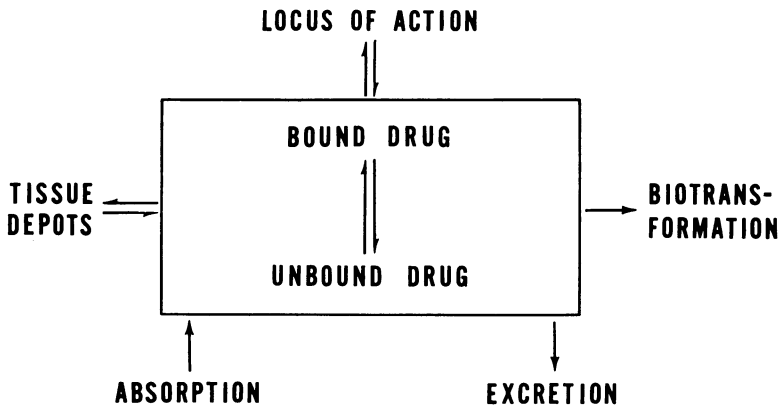 LOCUS OF ACTION
BOUND DRUG
TISSUE
DEPOTS
BIOTRANS-
FORMATION
UNBOUND DRUG
ABSORPTION
EXCRETION